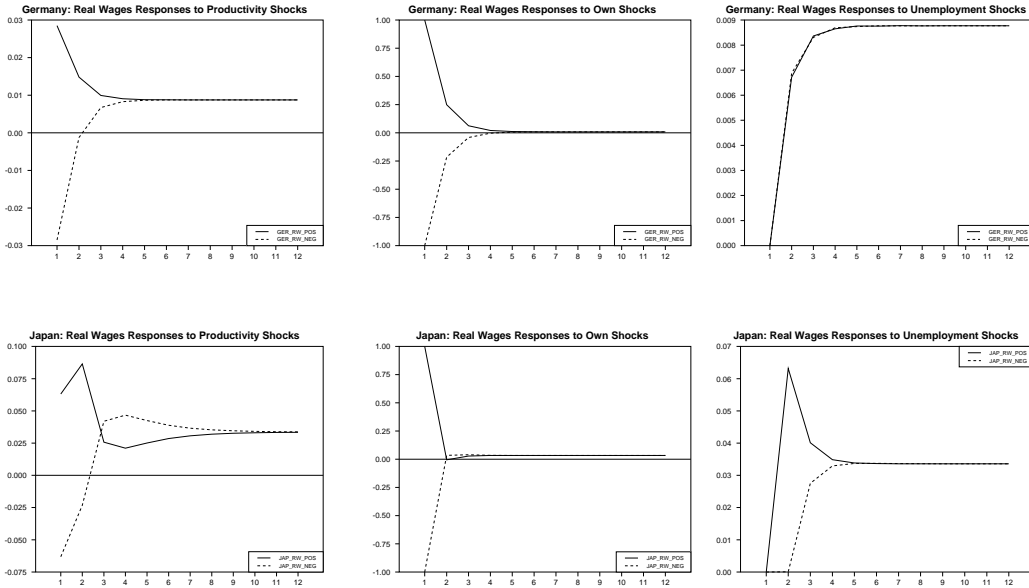 Germany: Real Wages Responses to Productivity Shocks
0.03
0.02
0.01
0.00
-0.01
-0.02
-0.03
1 2 3 4 5 6 7 8 9 10 11 12
GER_RW_POS
GER_RW_NEG
Germany: Real Wages Responses to Own Shocks
1.00
0.75
0.50
0.25
0.00
-0.25
-0.50
-0.75
-1.00
1 2 3 4 5 6 7 8 9 10 11 12
GER_RW_POS
GER_RW_NEG
Germany: Real Wages Responses to Unemployment Shocks
0.009
0.008
0.007
0.006
0.005
0.004
0.003
0.002
0.001
0.000
1 2 3 4 5 6 7 8 9 10 11 12
GER_RW_POS
GER_RW_NEG
Japan: Real Wages Responses to Productivity Shocks
0.100
0.075
0.050
0.025
0.000
-0.025
-0.050
-0.075
1 2 3 4 5 6 7 8 9 10 11 12
JAP_RW_POS
JAP_RW_NEG
Japan: Real Wages Responses to Own Shocks
1.00
0.75
0.50
0.25
0.00
-0.25
-0.50
-0.75
-1.00
1 2 3 4 5 6 7 8 9 10 11 12
JAP_RW_POS
JAP_RW_NEG
Japan: Real Wages Responses to Unemployment Shocks
0.07
0.06
0.05
0.04
0.03
0.02
0.01
0.00
1 2 3 4 5 6 7 8 9 10 11 12
JAP_RW_POS
JAP_RW_NEG